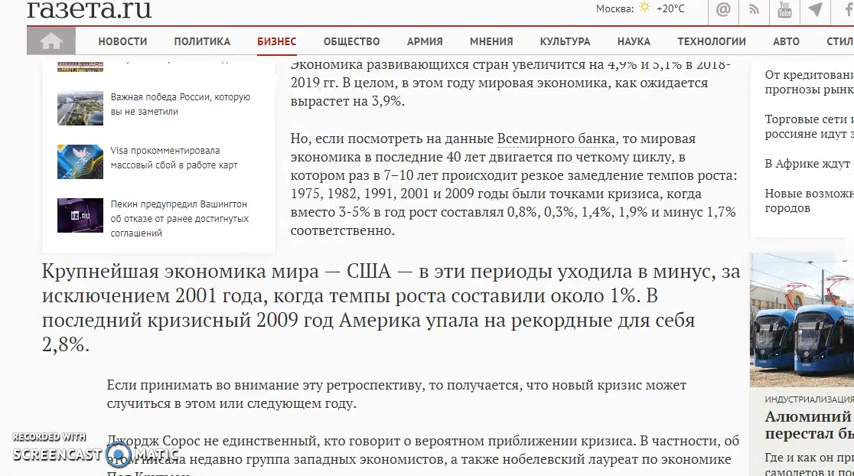 газета.ru
Москва: +20°C
НОВОСТИ ПОЛИТИКА БИЗНЕС ОБЩЕСТВО АРМИЯ МНЕНИЯ КУЛЬТУРА НАУКА ТЕХНОЛОГИИ АВТО СТИЛ
Важная победа России, которую
вы не заметили
Visa прокомментировала
массовый сбой в работе карт
Пекин предупредил Вашингтон
об отказе от ранее достигнутых
соглашений
Экономика развивающихся стран увеличится на 4,9% и 5,1% в 2018-
2019 гг. В целом, в этом году мировая экономика, как ожидается
вырастет на 3,9%.
Но, если посмотреть на данные Всемирного банка, то мировая
экономика в последние 40 лет двигается по четкому циклу, в
котором раз в 7–10 лет происходит резкое замедление темпов роста:
1975, 1982, 1991, 2001 и 2009 годы были точками кризиса, когда
вместо 3-5% в год рост составлял 0,8%, 0,3%, 1,4%, 1,9% и минус 1,7%
соответственно.
Крупнейшая экономика мира — США — в эти периоды уходила в минус, за
исключением 2001 года, когда темпы роста составили около 1%. В
последний кризисный 2009 год Америка упала на рекордные для себя
2,8%.
Если принимать во внимание эту ретроспективу, то получается, что новый кризис может
случиться в этом или следующем году.
Джордж Сорос не единственный, кто говорит о вероятном приближении кризиса. В частности, об
этом писала недавно группа западных экономистов, а также нобелевский лауреат по экономике
От кредитовани
прогнозы рынк
Торговые сети и
россияне идут з
В Африке ждут
Новые возможн
городов
ИНДУСТРИАЛИЗАЦИЯ
Алюминий
перестал бы
Где и как он при
самолетов и пос
RECORDED WITH
SCREENCAST MATIC